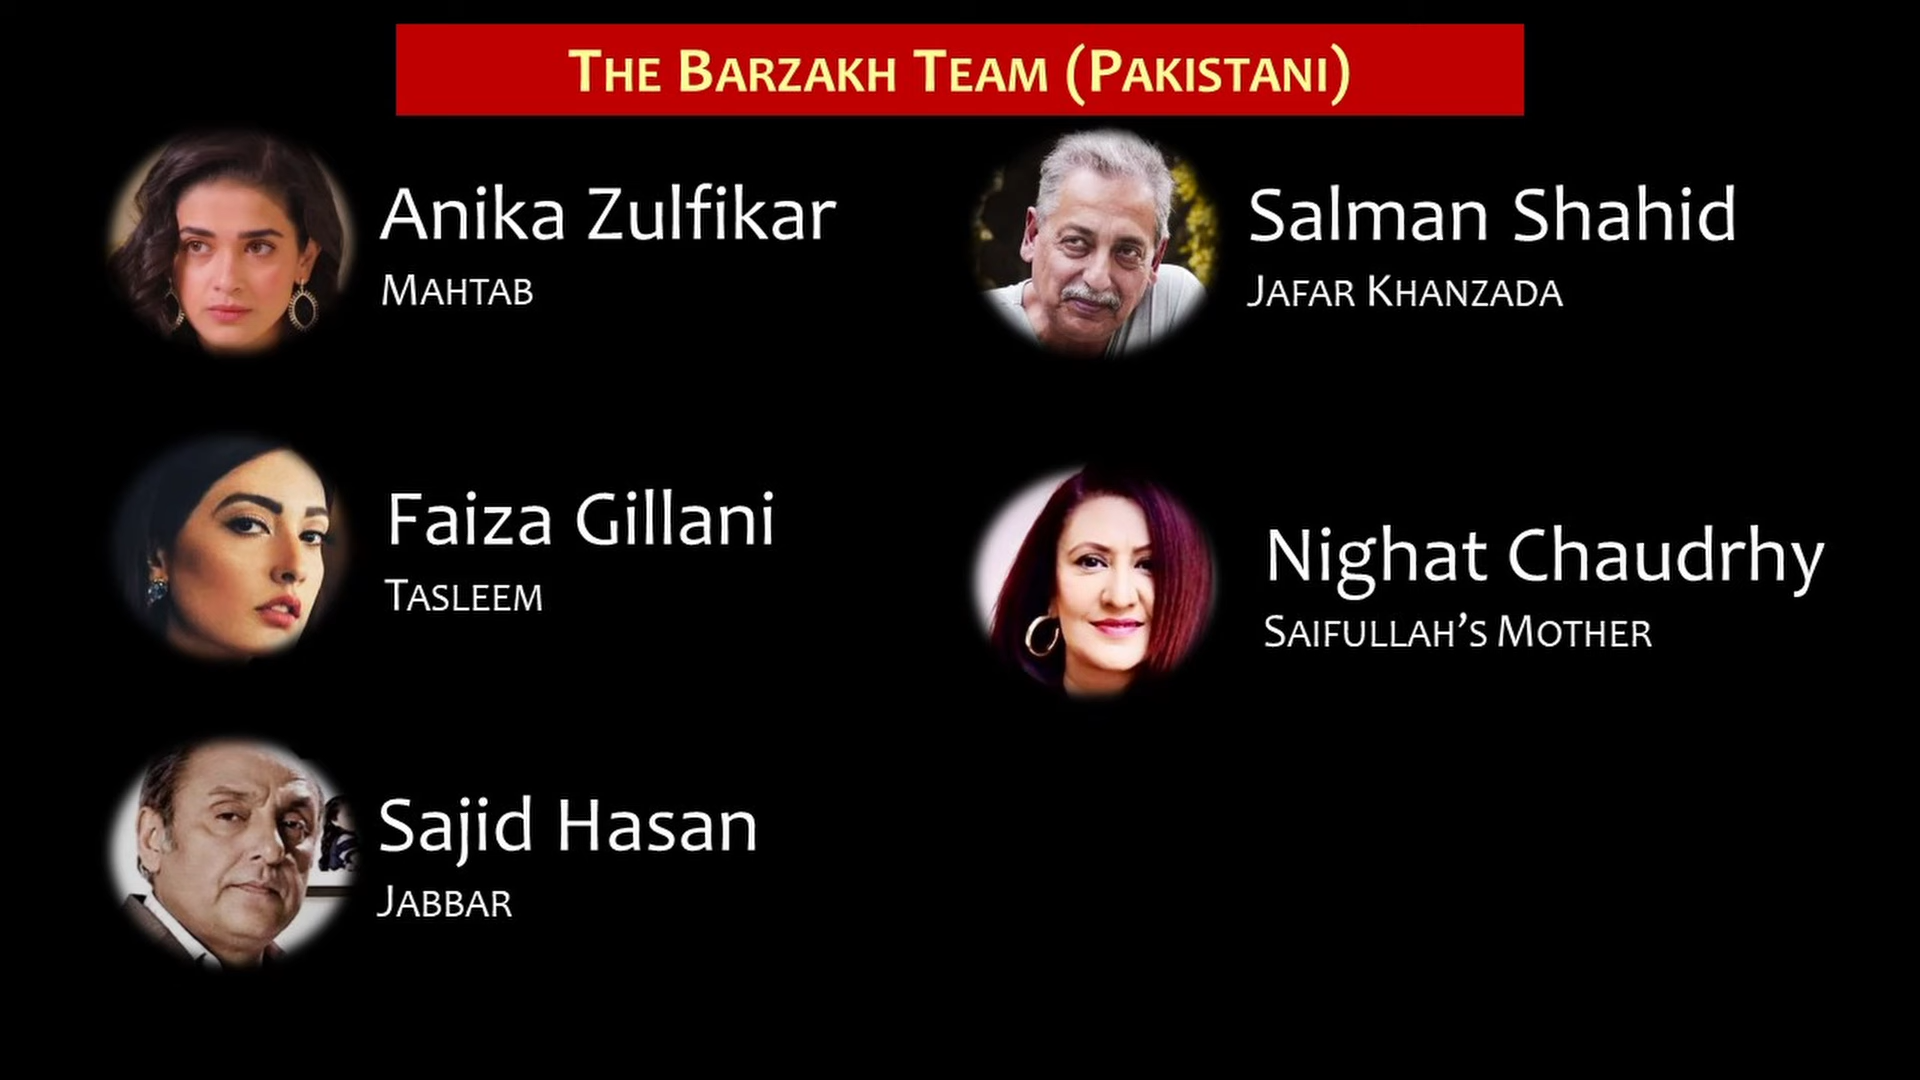 The Barzakh Team (Pakistani)
Anika Zulfikar
Mahtab
Faiza Gillani
Tasleem
Sajid Hasan
Jabbar
Salman Shahid
Jafar Khanzada
Nighat Chaudrhy
Saifullah’s Mother